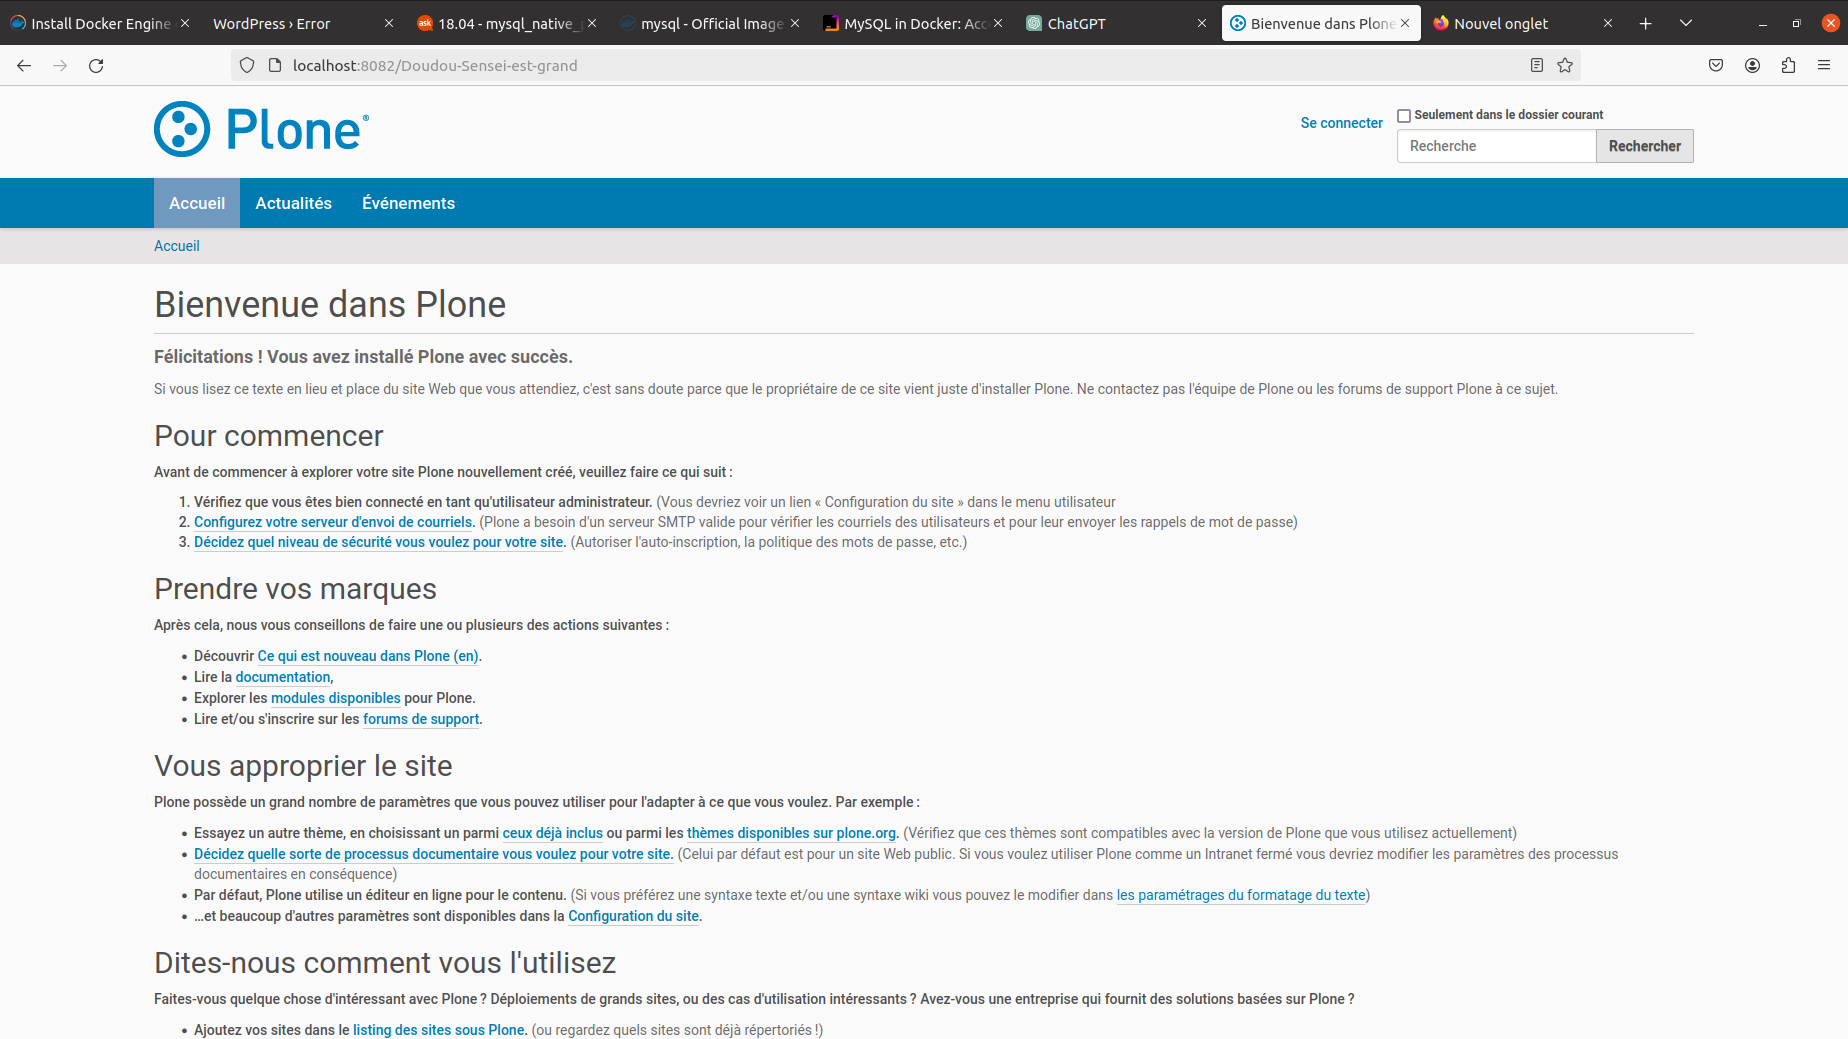 Install Docker Engine
WordPress › Error
18.04 - mysql_native_
mysql - Official Image
MySQL in Docker: Acc
ChatGPT
Bienvenue dans Plone
Nouvel onglet
localhost:8082/Doudou-Sensei-est-grand
Plone®
Se connecter
Seulement dans le dossier courant
Recherche
Rechercher
Accueil
Actualités
Événements
Accueil
Bienvenue dans Plone
Félicitations ! Vous avez installé Plone avec succès.
Si vous lisez ce texte en lieu et place du site Web que vous attendiez, c'est sans doute parce que le propriétaire de ce site vient juste d'installer Plone. Ne contactez pas l'équipe de Plone ou les forums de support Plone à ce sujet.
Pour commencer
Avant de commencer à explorer votre site Plone nouvellement créé, veuillez faire ce qui suit :
1. Vérifiez que vous êtes bien connecté en tant qu'utilisateur administrateur. (Vous devriez voir un lien « Configuration du site » dans le menu utilisateur
2. Configurez votre serveur d'envoi de courriels. (Plone a besoin d'un serveur SMTP valide pour vérifier les courriels des utilisateurs et pour leur envoyer les rappels de mot de passe)
3. Décidez quel niveau de sécurité vous voulez pour votre site. (Autoriser l'auto-inscription, la politique des mots de passe, etc.)
Prendre vos marques
Après cela, nous vous conseillons de faire une ou plusieurs des actions suivantes :
• Découvrir Ce qui est nouveau dans Plone (en).
• Lire la documentation,
• Explorer les modules disponibles pour Plone.
• Lire et/ou s'inscrire sur les forums de support.
Vous approprier le site
Plone possède un grand nombre de paramètres que vous pouvez utiliser pour l'adapter à ce que vous voulez. Par exemple :
• Essayez un autre thème, en choisissant un parmi ceux déjà inclus ou parmi les thèmes disponibles sur plone.org. (Vérifiez que ces thèmes sont compatibles avec la version de Plone que vous utilisez actuellement)
• Décidez quelle sorte de processus documentaire vous voulez pour votre site. (Celui par défaut est pour un site Web public. Si vous voulez utiliser Plone comme un Intranet fermé vous devriez modifier les paramètres des processus
documentaires en conséquence)
• Par défaut, Plone utilise un éditeur en ligne pour le contenu. (Si vous préférez une syntaxe texte et/ou une syntaxe wiki vous pouvez le modifier dans les paramétrages du formatage du texte)
• …et beaucoup d'autres paramètres sont disponibles dans la Configuration du site.
Dites-nous comment vous l'utilisez
Faites-vous quelque chose d'intéressant avec Plone ? Déploiements de grands sites, ou des cas d'utilisation intéressants ? Avez-vous une entreprise qui fournit des solutions basées sur Plone ?
• Ajoutez vos sites dans le listing des sites sous Plone. (ou regardez quels sites sont déjà répertoriés !)